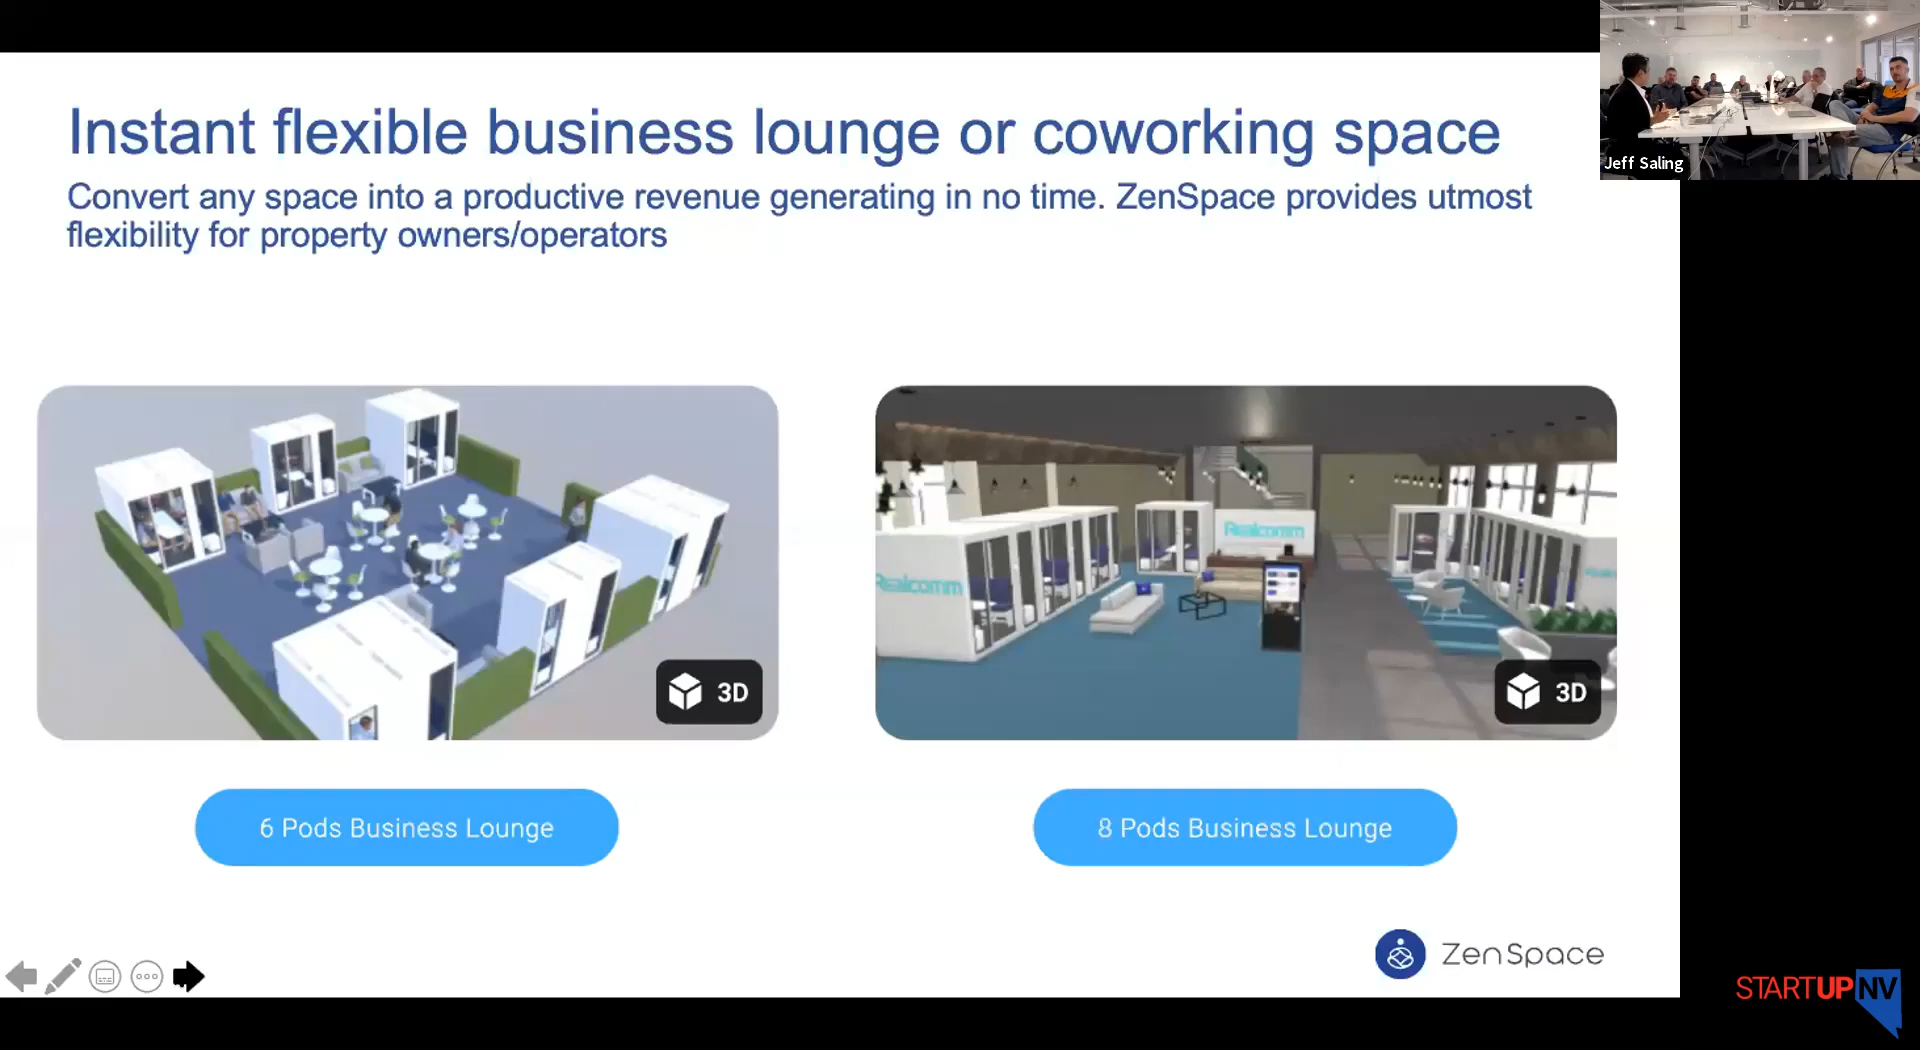 Instant flexible business lounge or coworking space
Convert any space into a productive revenue generating in no time. ZenSpace provides utmost
flexibility for property owners/operators
Jeff Saling
Realcomm
Realcomm
3D
3D
6 Pods Business Lounge
8 Pods Business Lounge
ZenSpace
STARTUPNV